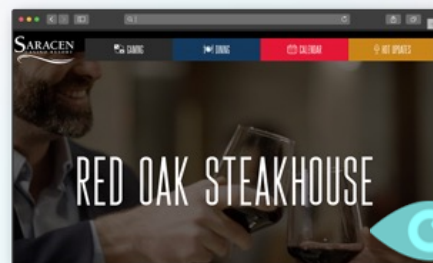 SARACEN
CASINO RESORT
GAMING
DINING
CALENDAR
HOT UPDATES
RED OAK STEAKHOUSE